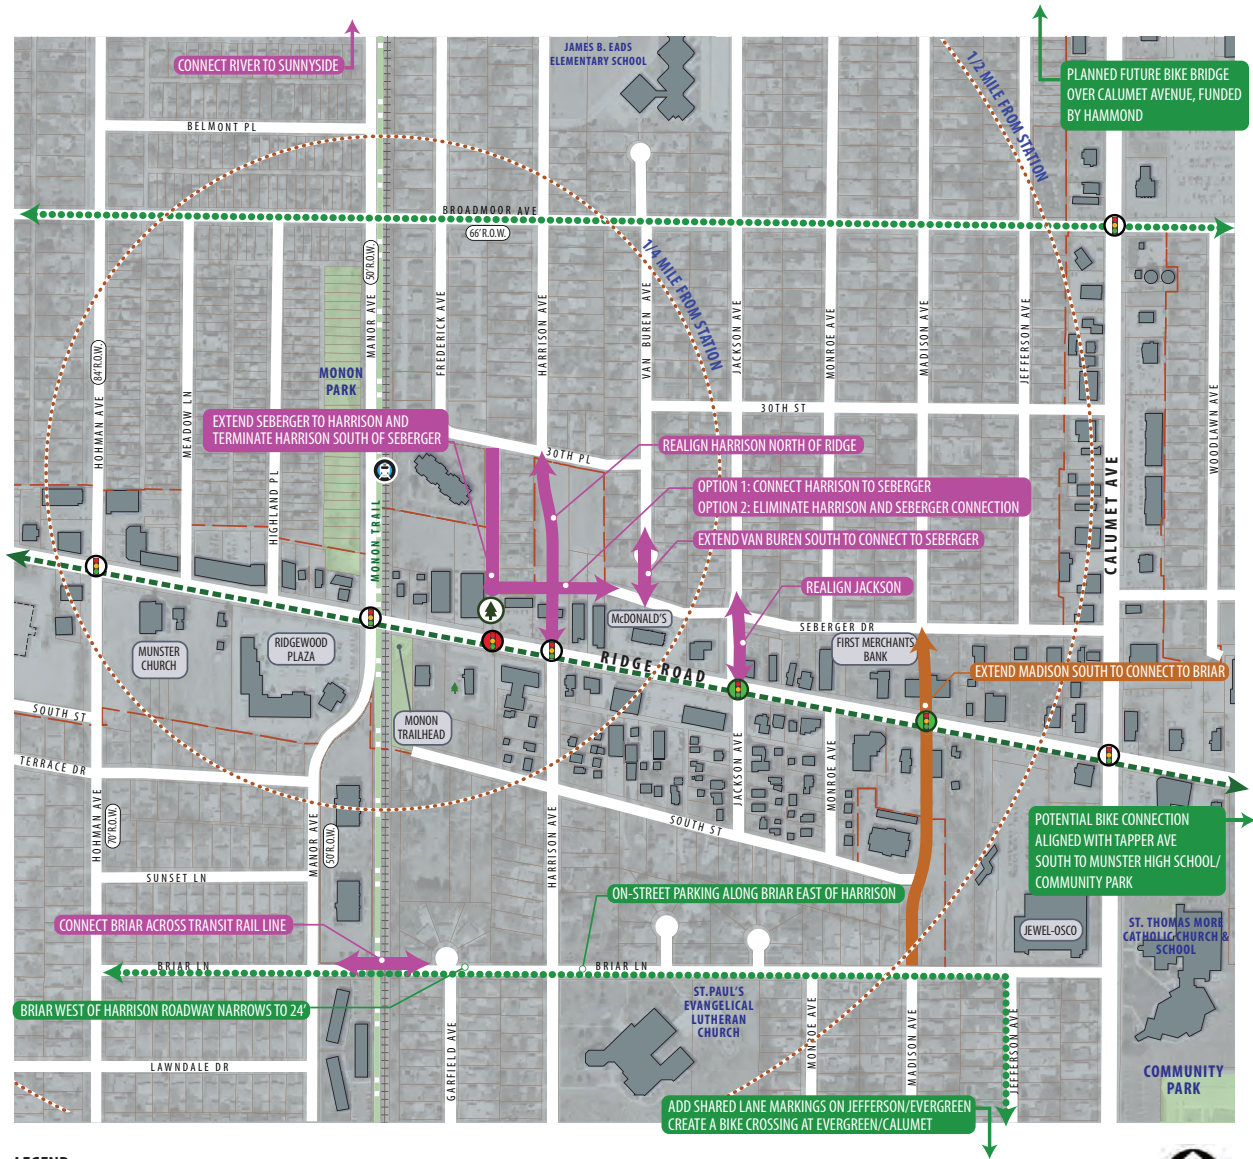 CONNECT RIVER TO SUNNYSIDE
JAMES B. EADS
ELEMENTARY SCHOOL
1/2 MILE FROM STATION
PLANNED FUTURE BIKE BRIDGE
OVER CALUMET AVENUE, FUNDED
BY HAMMOND
BELMONT PL
BROADMOOR AVE
66' R.O.W.
50' R.O.W.
1/4 MILE FROM STATION
MANOR AVE
FREDERICK AVE
HARRISON AVE
VAN BUREN AVE
JACKSON AVE
MONROE AVE
MADISON AVE
JEFFERSON AVE
84' R.O.W.
HOHMAN AVE
MEADOW LN
HIGHLAND PL
MONON
PARK
30TH ST
WOODLAWN AVE
CALUMET AVE
EXTEND SEBERGER TO HARRISON AND
TERMINATE HARRISON SOUTH OF SEBERGER
30TH PL
REALIGN HARRISON NORTH OF RIDGE
OPTION 1: CONNECT HARRISON TO SEBERGER
OPTION 2: ELIMINATE HARRISON AND SEBERGER CONNECTION
EXTEND VAN BUREN SOUTH TO CONNECT TO SEBERGER
MONON TRAIL
REALIGN JACKSON
McDONALD'S
SEBERGER DR
MUNSTER
CHURCH
RIDGEWOOD
PLAZA
FIRST MERCHANTS
BANK
RIDGE ROAD
EXTEND MADISON SOUTH TO CONNECT TO BRIAR
SOUTH ST
MONON
TRAILHEAD
TERRACE DR
JACKSON AVE
MONROE AVE
HOHMAN AVE
70' R.O.W.
MANOR AVE
50' R.O.W.
HARRISON AVE
SOUTH ST
POTENTIAL BIKE CONNECTION
ALIGNED WITH TAPPER AVE
SOUTH TO MUNSTER HIGH SCHOOL/
COMMUNITY PARK
SUNSET LN
ON-STREET PARKING ALONG BRIAR EAST OF HARRISON
CONNECT BRIAR ACROSS TRANSIT RAIL LINE
JEWEL-OSCO
ST. THOMAS MORE
CATHOLIC CHURCH &
SCHOOL
BRIAR LN
BRIAR LN
BRIAR WEST OF HARRISON ROADWAY NARROWS TO 24'
ST.PAUL'S
EVANGELICAL
LUTHERAN
CHURCH
GARFIELD AVE
MONROE AVE
MADISON AVE
JEFFERSON AVE
LAWNDALE DR
COMMUNITY
PARK
ADD SHARED LANE MARKINGS ON JEFFERSON/EVERGREEN
CREATE A BIKE CROSSING AT EVERGREEN/CALUMET
LEGEND